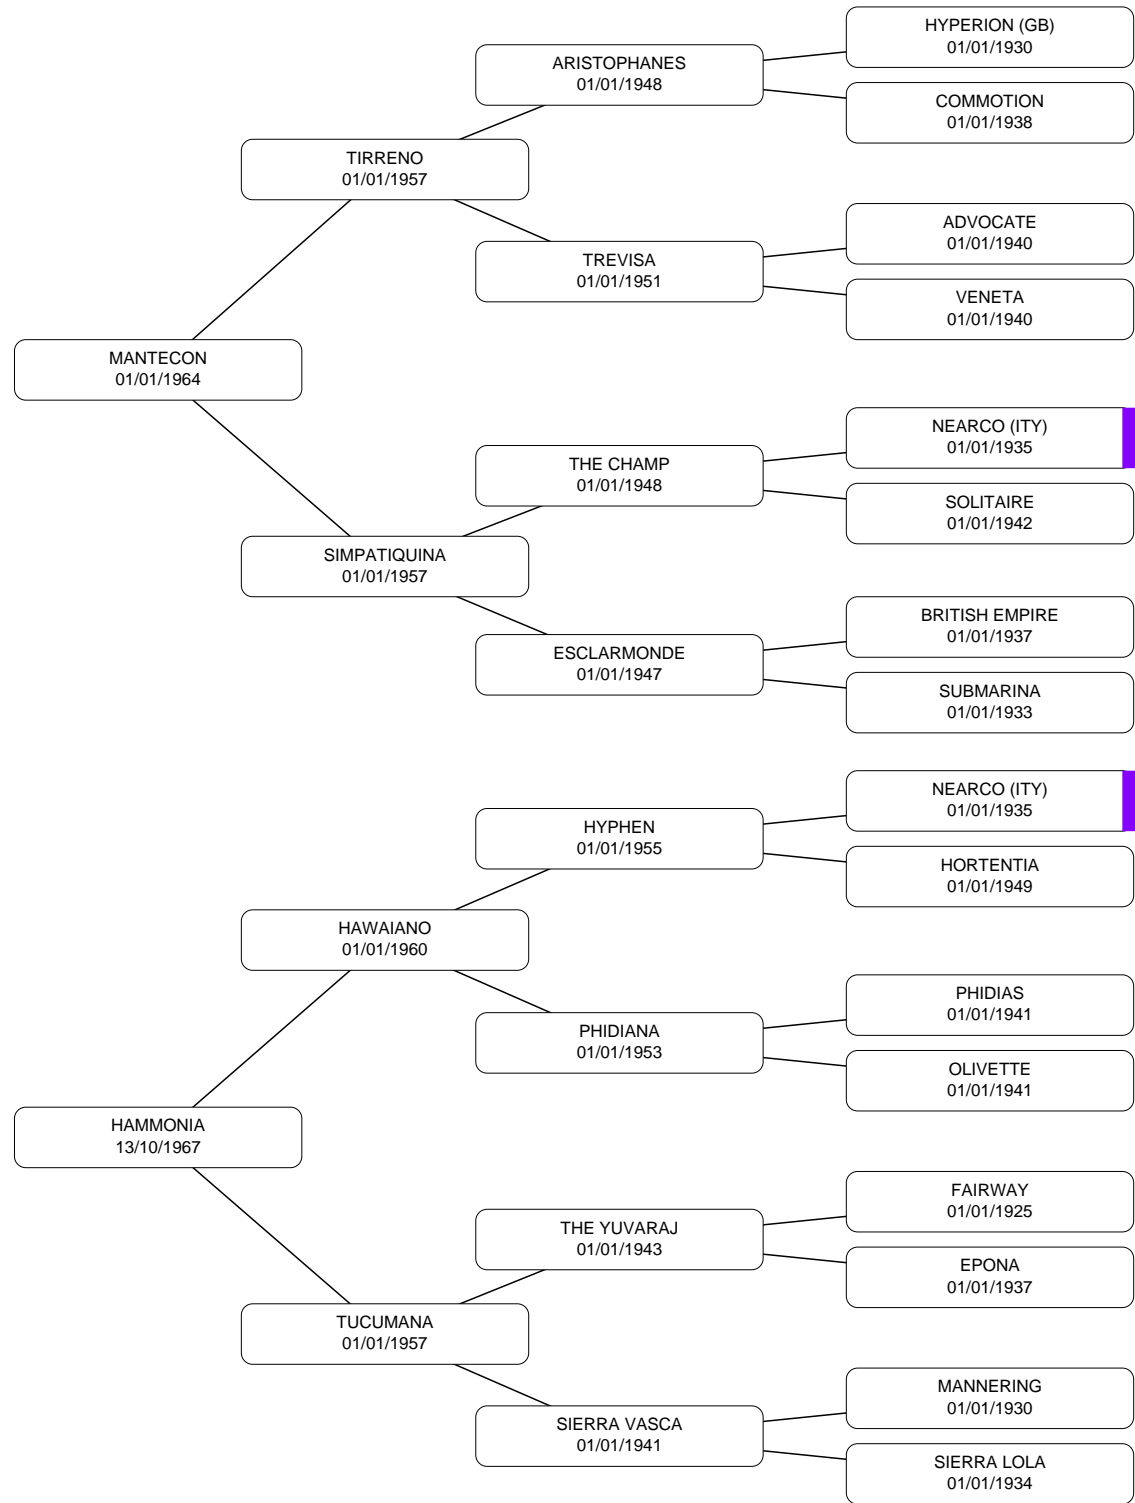 HYPERION (GB)
01/01/1930
ARISTOPHANES
01/01/1948
COMMOTION
01/01/1938
TIRRENO
01/01/1957
ADVOCATE
01/01/1940
TREVISA
01/01/1951
VENETA
01/01/1940
MANTECON
01/01/1964
NEARCO (ITY)
01/01/1935
THE CHAMP
01/01/1948
SOLITAIRE
01/01/1942
SIMPATIQUINA
01/01/1957
BRITISH EMPIRE
01/01/1937
ESCLARMONDE
01/01/1947
SUBMARINA
01/01/1933
NEARCO (ITY)
01/01/1935
HYPHEN
01/01/1955
HORTENTIA
01/01/1949
HAWAIANO
01/01/1960
PHIDIAS
01/01/1941
PHIDIANA
01/01/1953
OLIVETTE
01/01/1941
HAMMONIA
13/10/1967
FAIRWAY
01/01/1925
THE YUVARAJ
01/01/1943
EPONA
01/01/1937
TUCUMANA
01/01/1957
MANNERING
01/01/1930
SIERRA VASCA
01/01/1941
SIERRA LOLA
01/01/1934